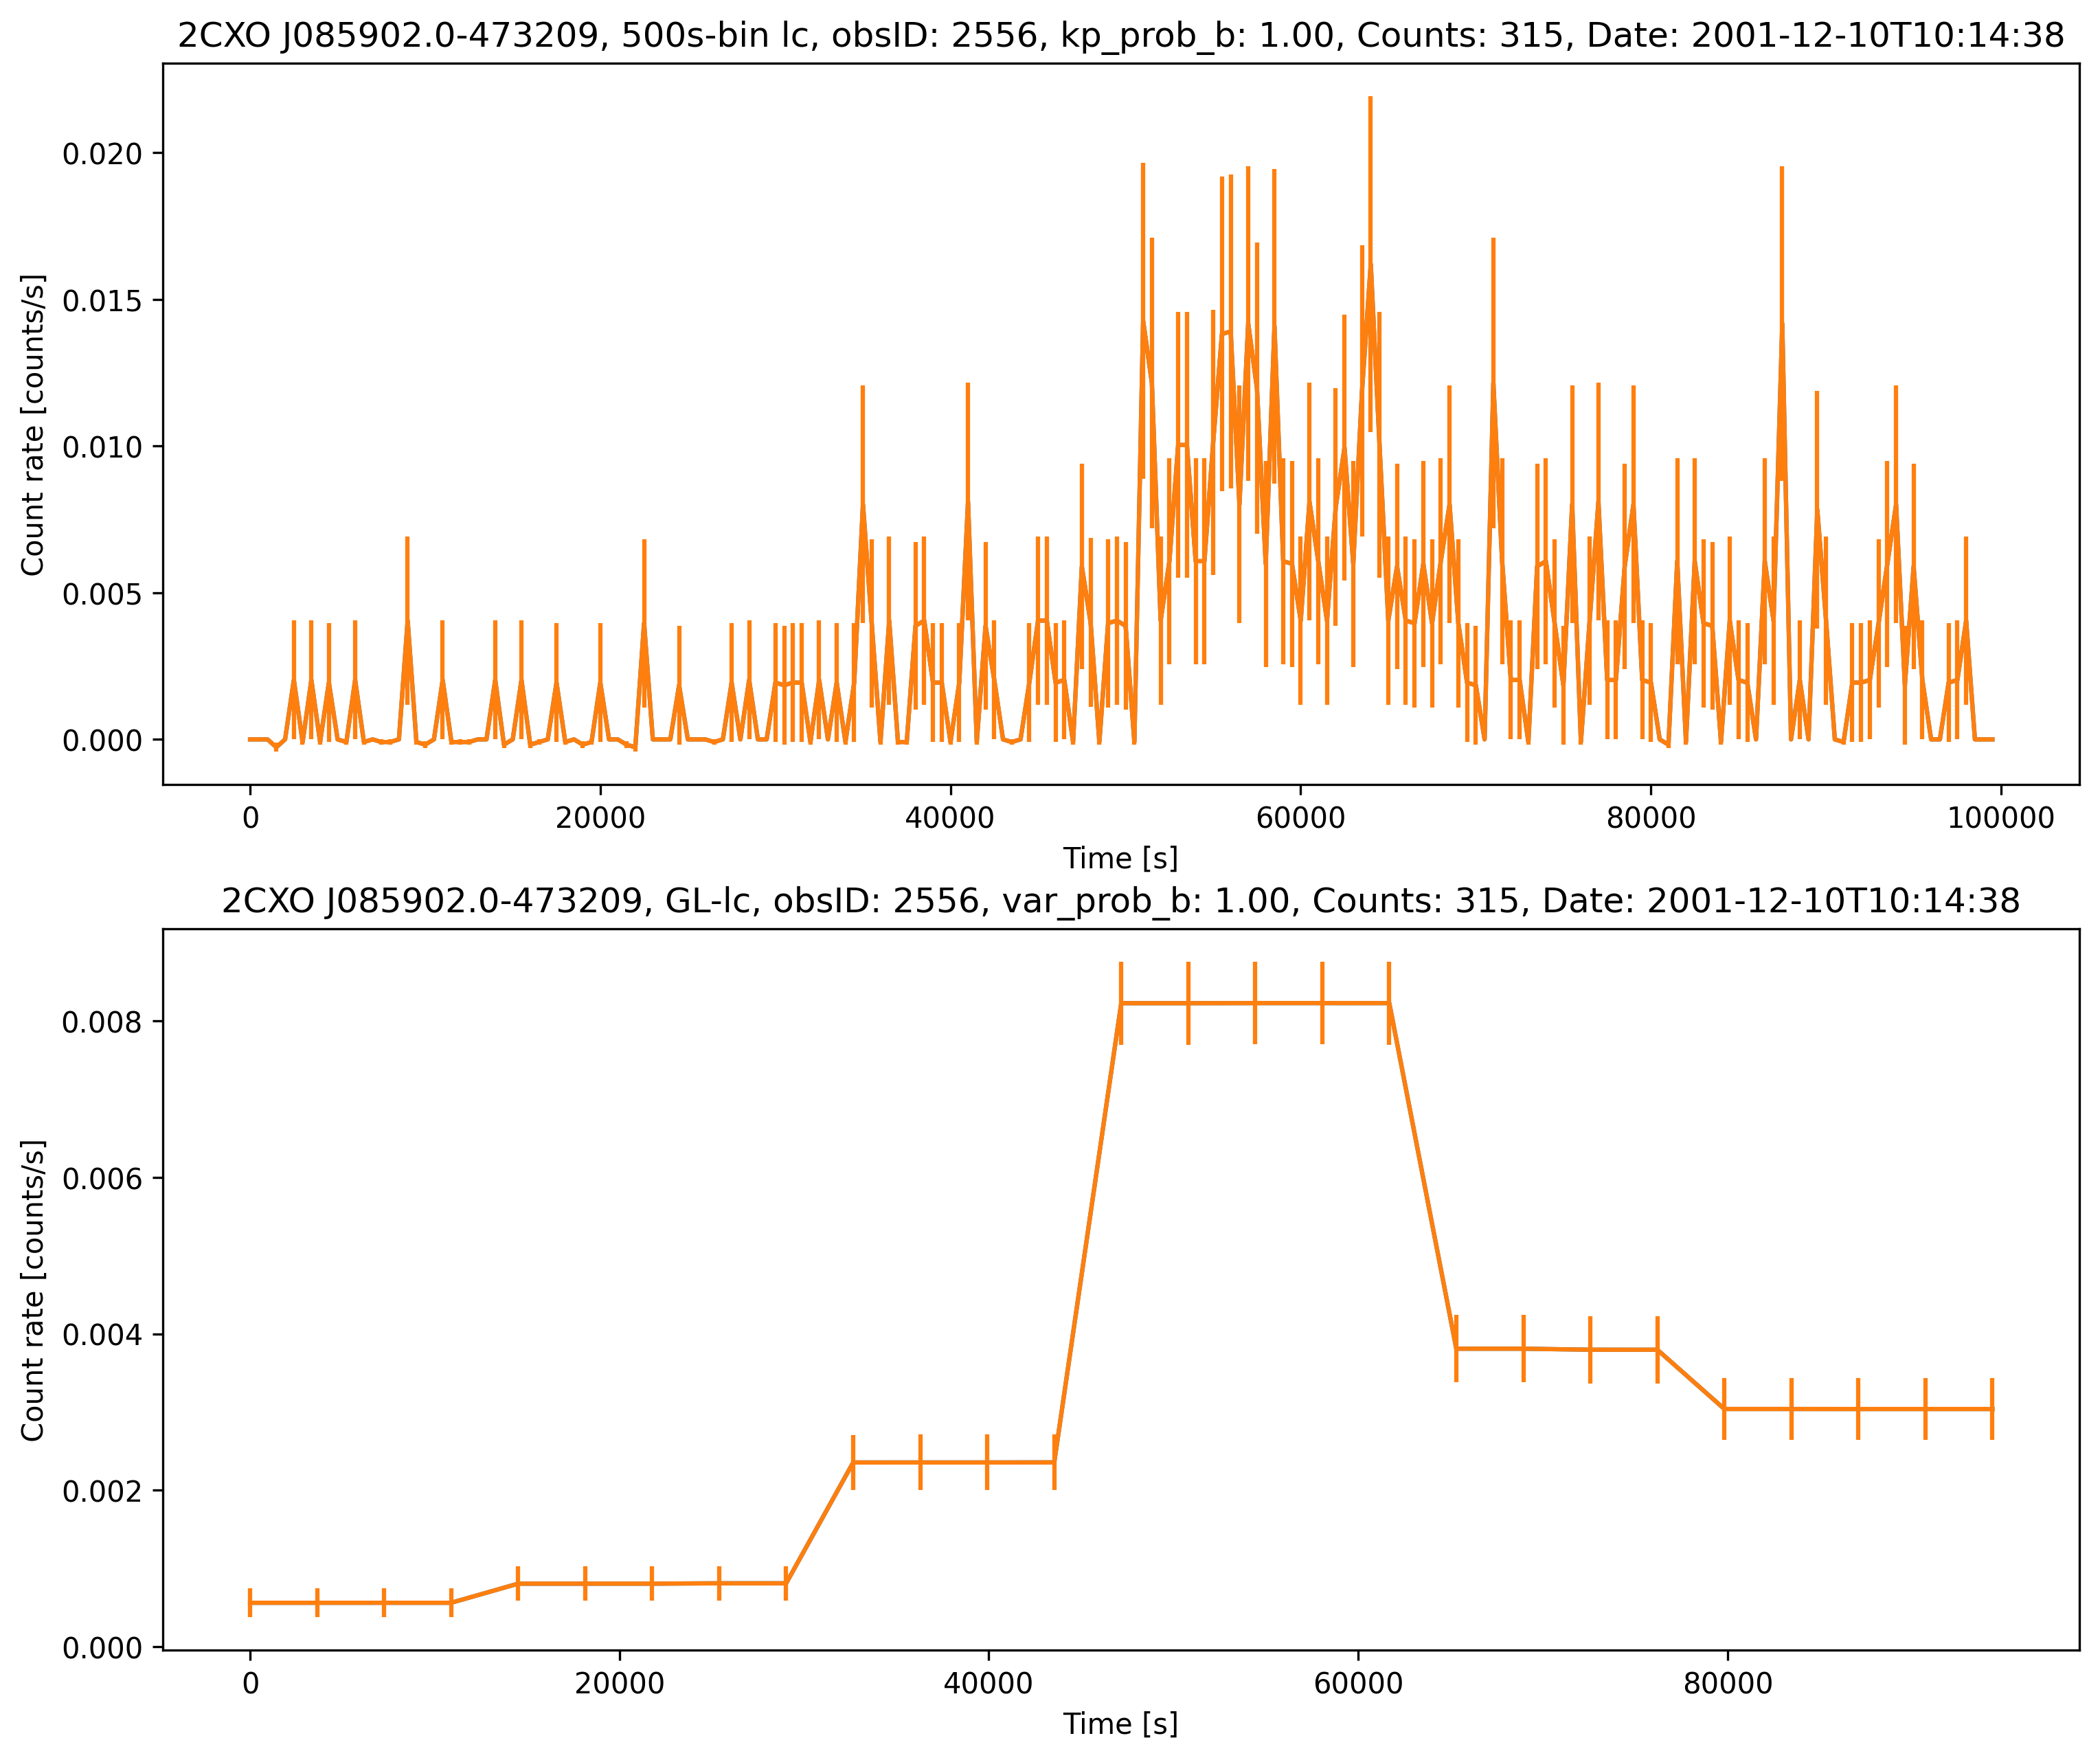 2CXO J085902.0-473209, 500s-bin lc, obsID: 2556, kp_prob_b: 1.00, Counts: 315, Date: 2001-12-10T10:14:38
Count rate [counts/s]
0.020
0.015
0.010
0.005
0.000
0 20000 40000 60000 80000 100000
Time [s]
2CXO J085902.0-473209, GL-lc, obsID: 2556, var_prob_b: 1.00, Counts: 315, Date: 2001-12-10T10:14:38
Count rate [counts/s]
0.008
0.006
0.004
0.002
0.000
0 20000 40000 60000 80000
Time [s]